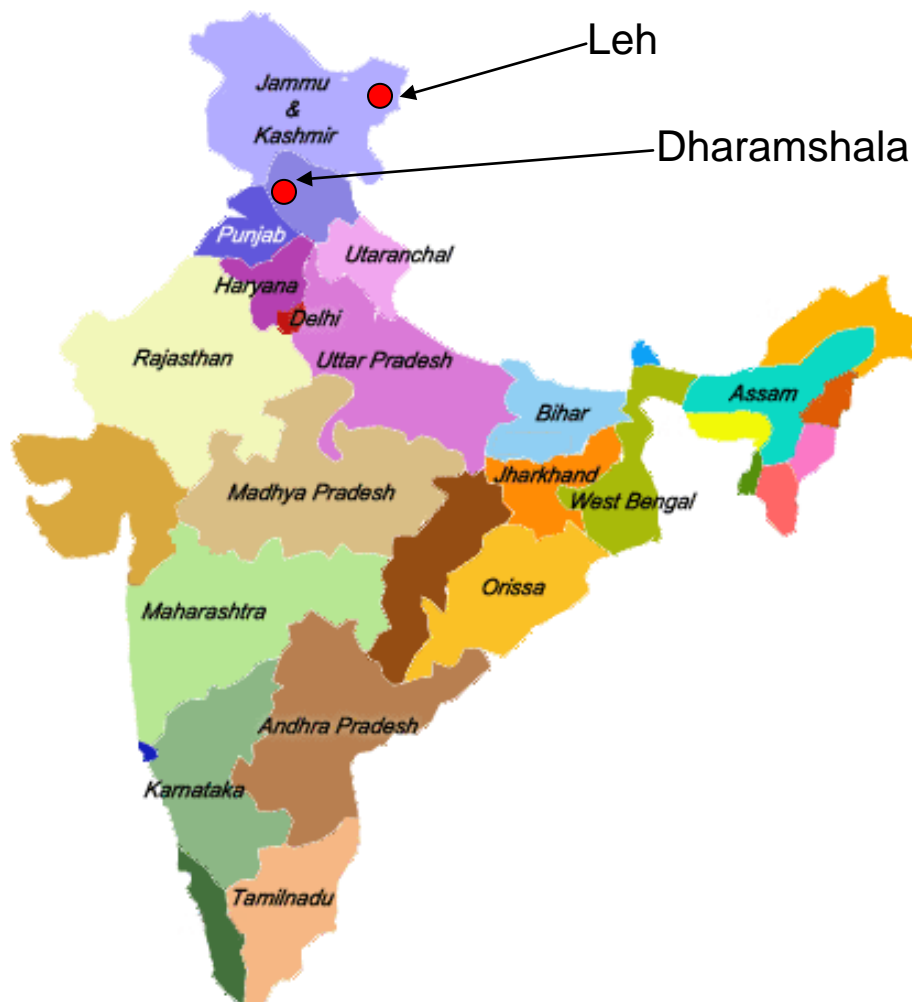 Leh
Jammu
&
Kashmir
Dharamshala
Punjab
Utaranchal
Haryana
Delhi
Rajasthan
Uttar Pradesh
Assam
Bihar
Jharkhand
Madhya Pradesh
West Bengal
Orissa
Maharashtra
Andhra Pradesh
Karnataka
Tamilnadu